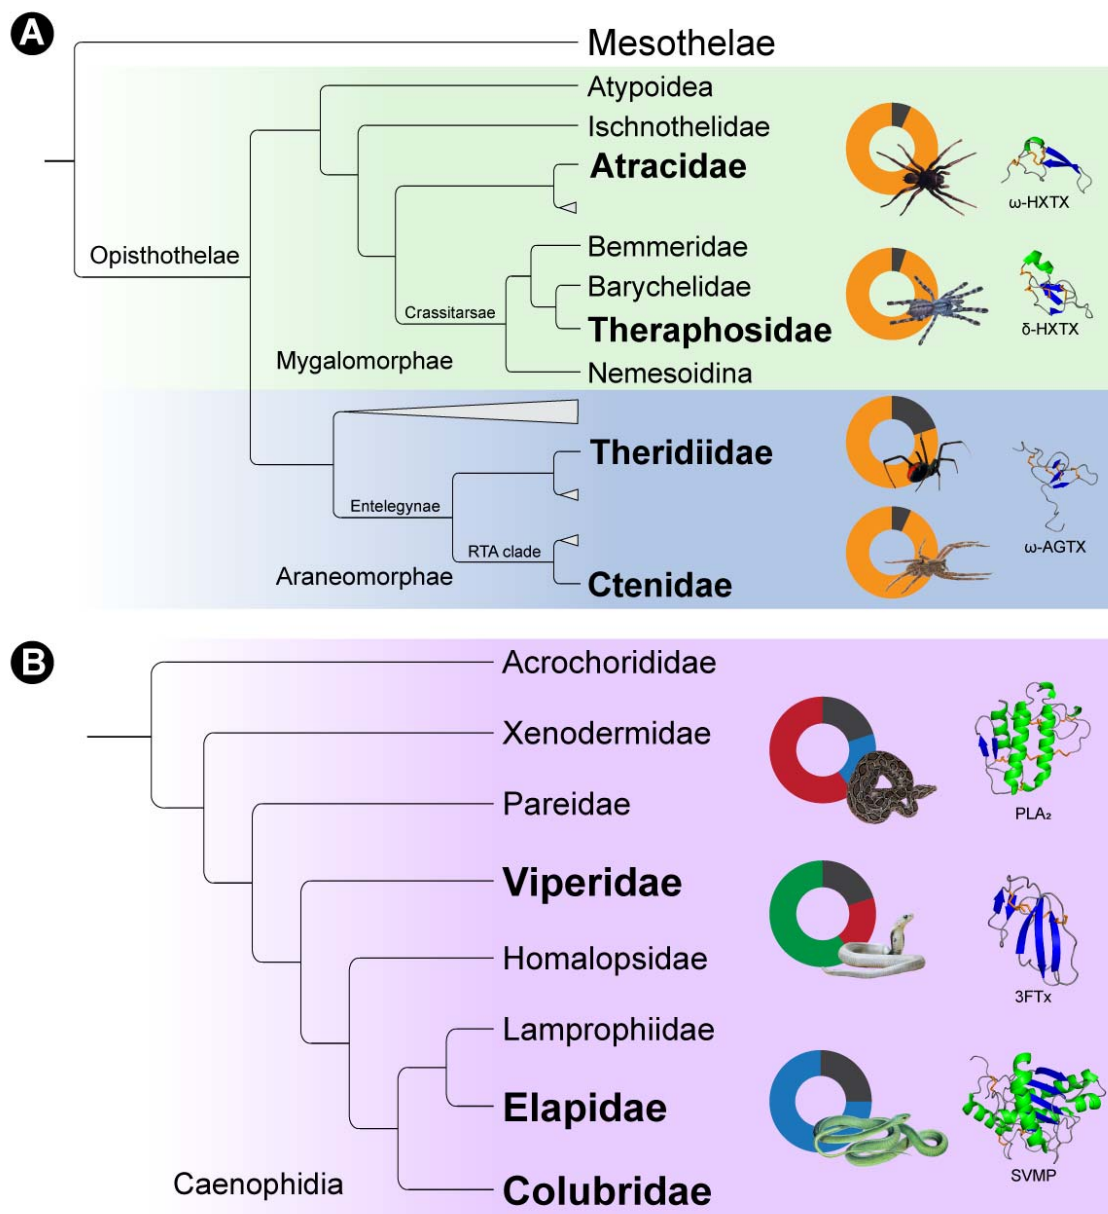 A
Mesothelae
Atypoidea
Ischnothelidae
Atracidae
ω-HXTX
Opisthothelae
Bemmeridae
Barychelidae
Crassitarsae
Theraphosidae
δ-HXTX
Mygalomorphae
Nemesoidina
Theridiidae
Entelegynae
RTA clade
ω-AGTX
Araneomorphae
Ctenidae
B
Acrochorididae
Xenodermidae
Pareidae
PLA₂
Viperidae
Homalopsidae
3FTx
Lamprophiidae
Elapidae
SVMP
Caenophidia
Colubridae